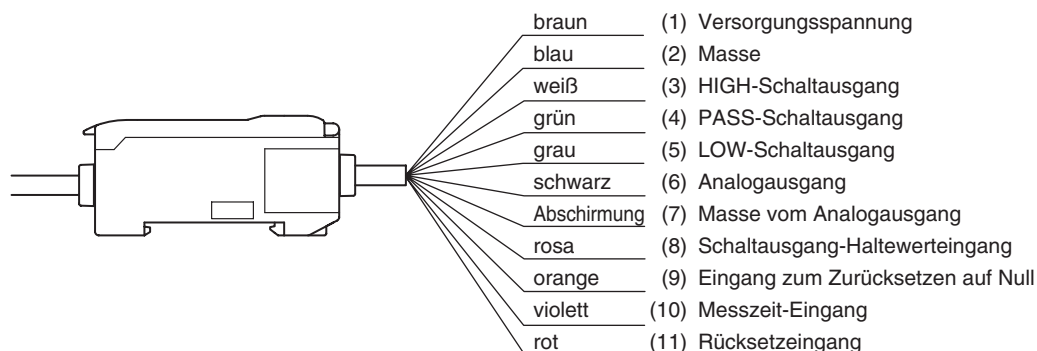 braun (1) Versorgungsspannung
blau (2) Masse
weiß (3) HIGH-Schaltausgang
grün (4) PASS-Schaltausgang
grau (5) LOW-Schaltausgang
schwarz (6) Analogausgang
Abschirmung (7) Masse vom Analogausgang
rosa (8) Schaltausgang-Haltewerteingang
orange (9) Eingang zum Zurücksetzen auf Null
violett (10) Messzeit-Eingang
rot (11) Rücksetzeingang